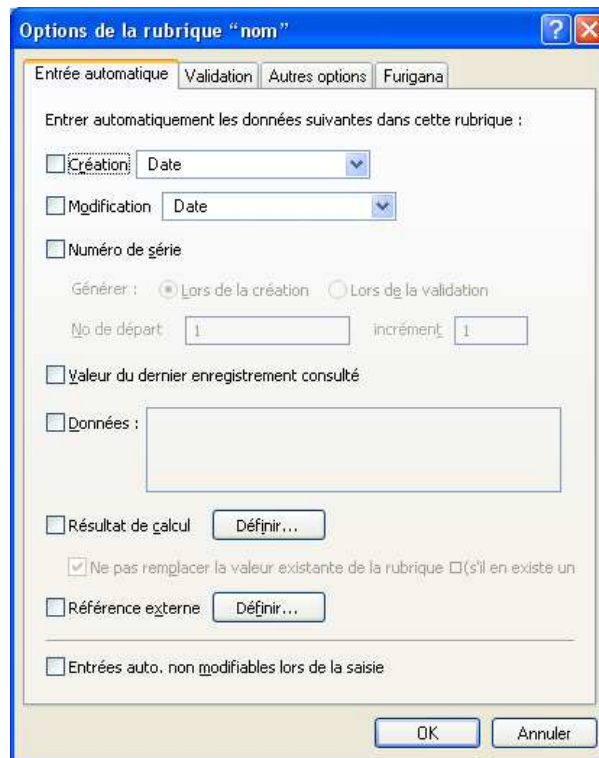 Options de la rubrique “nom”
Entrée automatique Validation Autres options Furigana
Entrer automatiquement les données suivantes dans cette rubrique :
Création Date
Modification Date
Numéro de série
Générer : Lors de la création Lors de la validation
No de départ 1 incrément 1
Valeur du dernier enregistrement consulté
Données :
Résultat de calcul Définir...
Ne pas remplacer la valeur existante de la rubrique □(s'il en existe un
Référence externe Définir...
Entrées auto. non modifiables lors de la saisie
OK Annuler